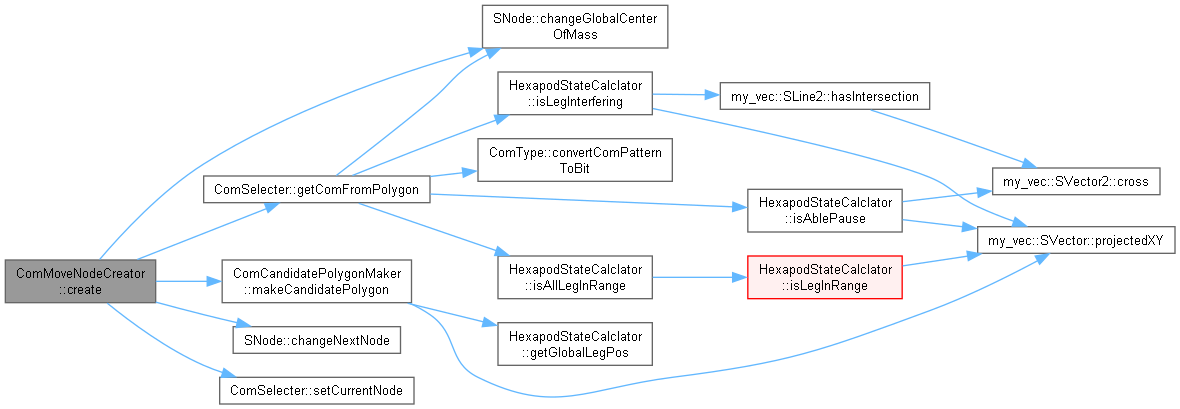 SNode::changeGlobalCenter
OfMass
HexapodStateCalclator
::isLegInterfering
my_vec::SLine2::hasIntersection
ComType::convertComPattern
ToBit
my_vec::SVector2::cross
ComSelecter::getComFromPolygon
HexapodStateCalclator
::isAblePause
my_vec::SVector::projectedXY
ComMoveNodeCreator
::create
ComCandidatePolygonMaker
::makeCandidatePolygon
HexapodStateCalclator
::isAllLegInRange
HexapodStateCalclator
::isLegInRange
SNode::changeNextNode
HexapodStateCalclator
::getGlobalLegPos
ComSelecter::setCurrentNode